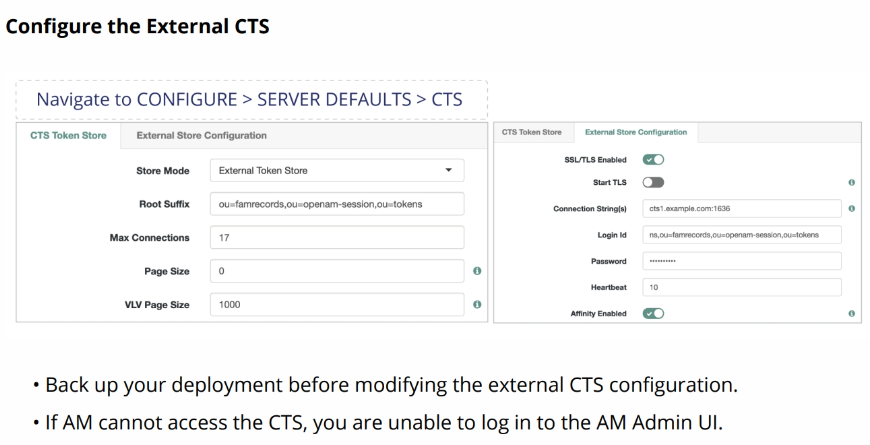 Configure the External CTS
Navigate to CONFIGURE > SERVER DEFAULTS > CTS
CTS Token Store External Store Configuration
Store Mode External Token Store
Root Suffix ou=famrecords,ou=openam-session,ou=tokens
Max Connections 17
Page Size 0
VLV Page Size 1000
CTS Token Store External Store Configuration
SSL/TLS Enabled
Start TLS
Connection String(s) cts1.example.com:1636
Login Id ns,ou=famrecords,ou=openam-session,ou=tokens
Password ••••••••••
Heartbeat 10
Affinity Enabled
• Back up your deployment before modifying the external CTS configuration.
• If AM cannot access the CTS, you are unable to log in to the AM Admin UI.